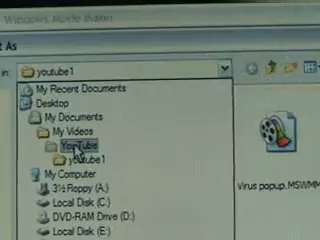 Windows Movie Maker
t As
in:
youtube1
My Recent Documents
Desktop
My Documents
My Videos
YouTube
youtube1
My Computer
3½ Floppy (A:)
Local Disk (C:)
DVD-RAM Drive (D:)
Local Disk (E:)
Virus popup.MSWMM